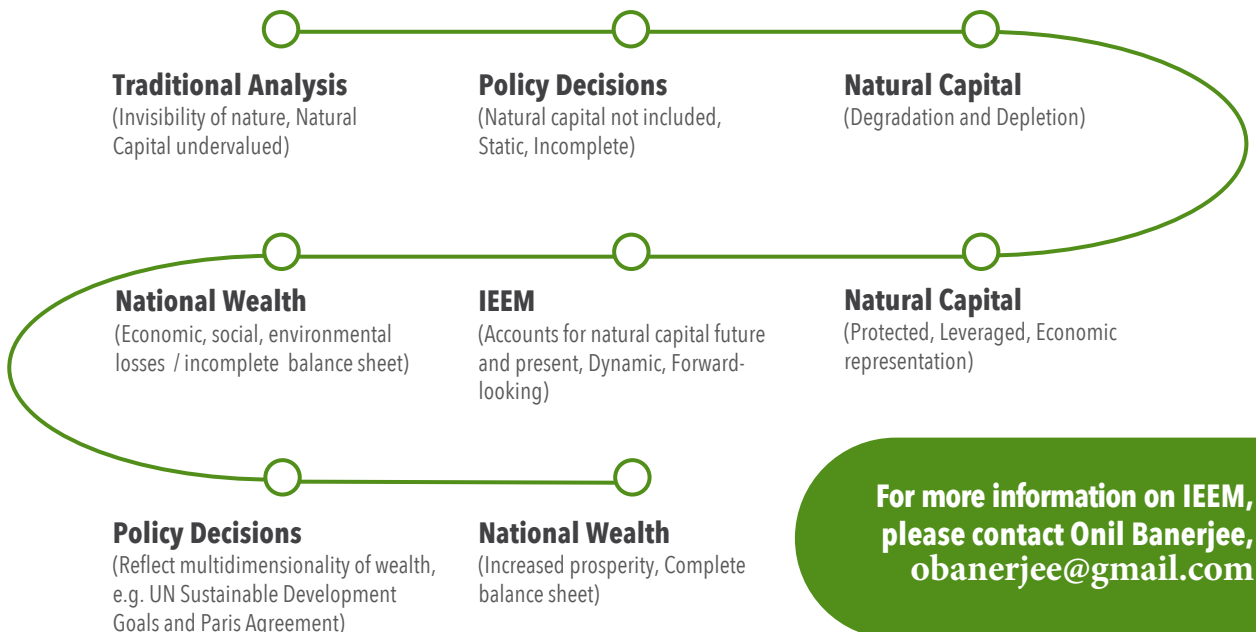 Traditional Analysis
(Invisibility of nature, Natural
Capital undervalued)
Policy Decisions
(Natural capital not included,
Static, Incomplete)
Natural Capital
(Degradation and Depletion)
National Wealth
(Economic, social, environmental
losses / incomplete balance sheet)
IEEM
(Accounts for natural capital future
and present, Dynamic, Forward-
looking)
Natural Capital
(Protected, Leveraged, Economic
representation)
Policy Decisions
(Reflect multidimensionality of wealth,
e.g. UN Sustainable Development
Goals and Paris Agreement)
National Wealth
(Increased prosperity, Complete
balance sheet)
For more information on IEEM,
please contact Onil Banerjee,
obanerjee@gmail.com